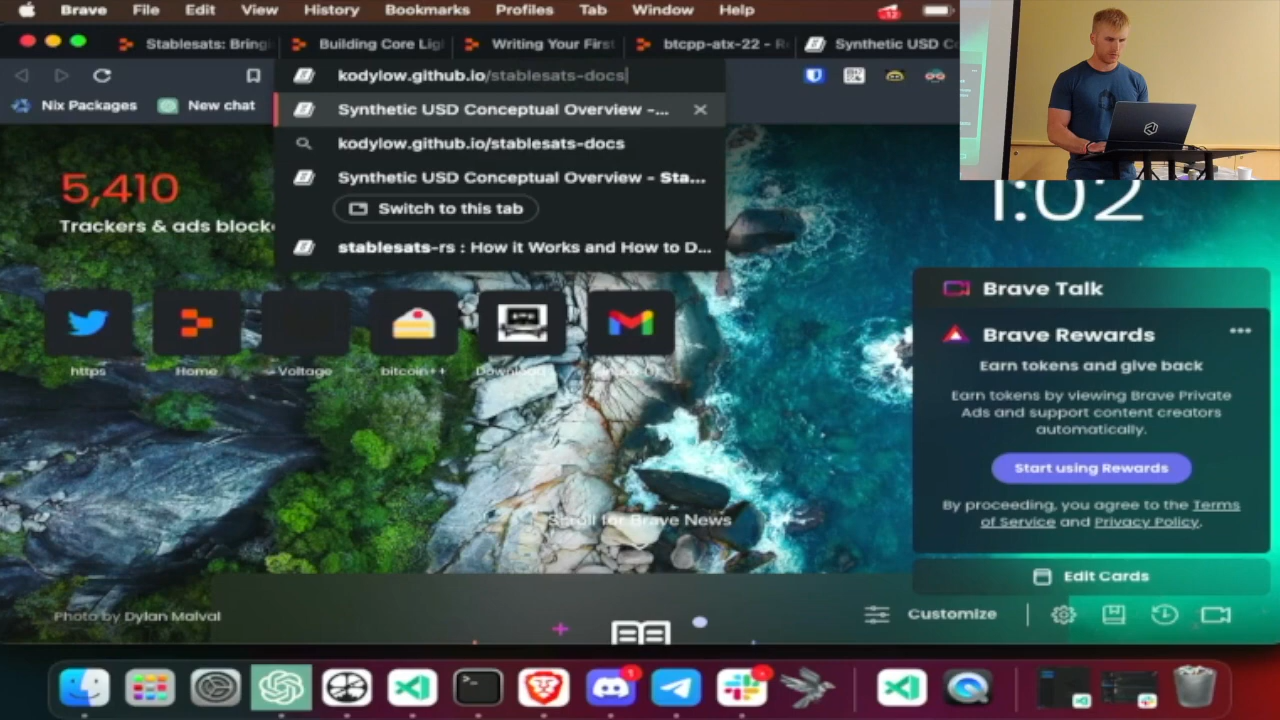 Brave File Edit View History Bookmarks Profiles Tab Window Help
Stablesats: Bringi Building Core Lig Writing Your First btcpp-atx-22 - R Synthetic USD C
kodylow.github.io/stablesats-docs
Nix Packages New chat
Synthetic USD Conceptual Overview -...
kodylow.github.io/stablesats-docs
Synthetic USD Conceptual Overview - Sta...
Switch to this tab
stablesats-rs : How it Works and How to D...
5,410
Trackers & ads block
1:02
https Home Voltage bitcoin++
Brave Talk
Brave Rewards
Earn tokens and give back
Earn tokens by viewing Brave Private
Ads and support content creators
automatically.
Start using Rewards
By proceeding, you agree to the Terms
of Service and Privacy Policy.
Scroll for Brave News
Edit Cards
Photo by Dylan Malval
Customize